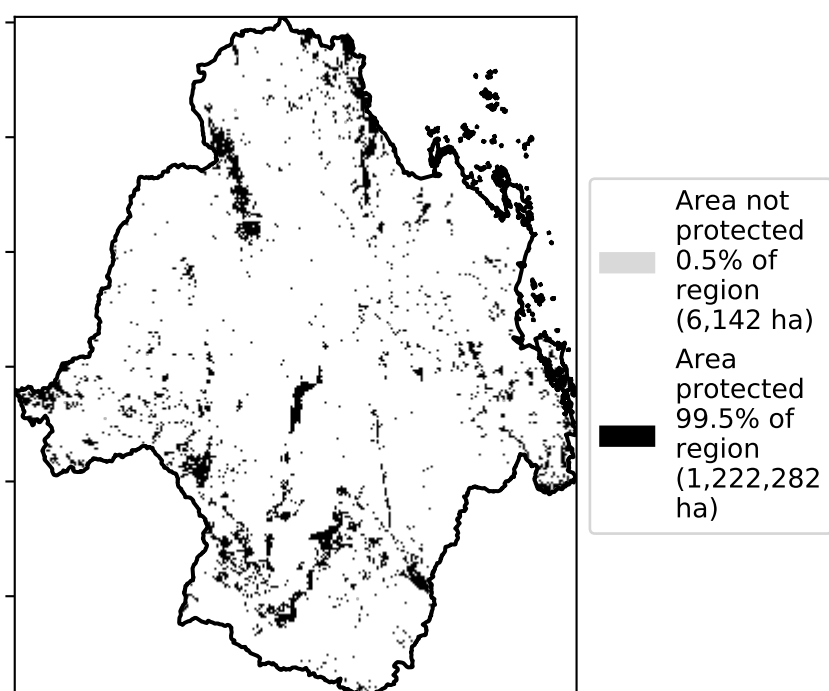 Area not
protected
0.5% of
region
(6,142 ha)
Area
protected
99.5% of
region
(1,222,282
ha)